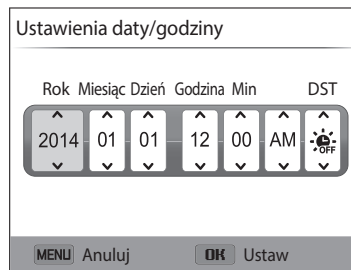 Ustawienia daty/godziny
Rok Miesiąc Dzień Godzina Min DST
2014 01 01 12 00 AM OFF
MENU Anuluj OK Ustaw